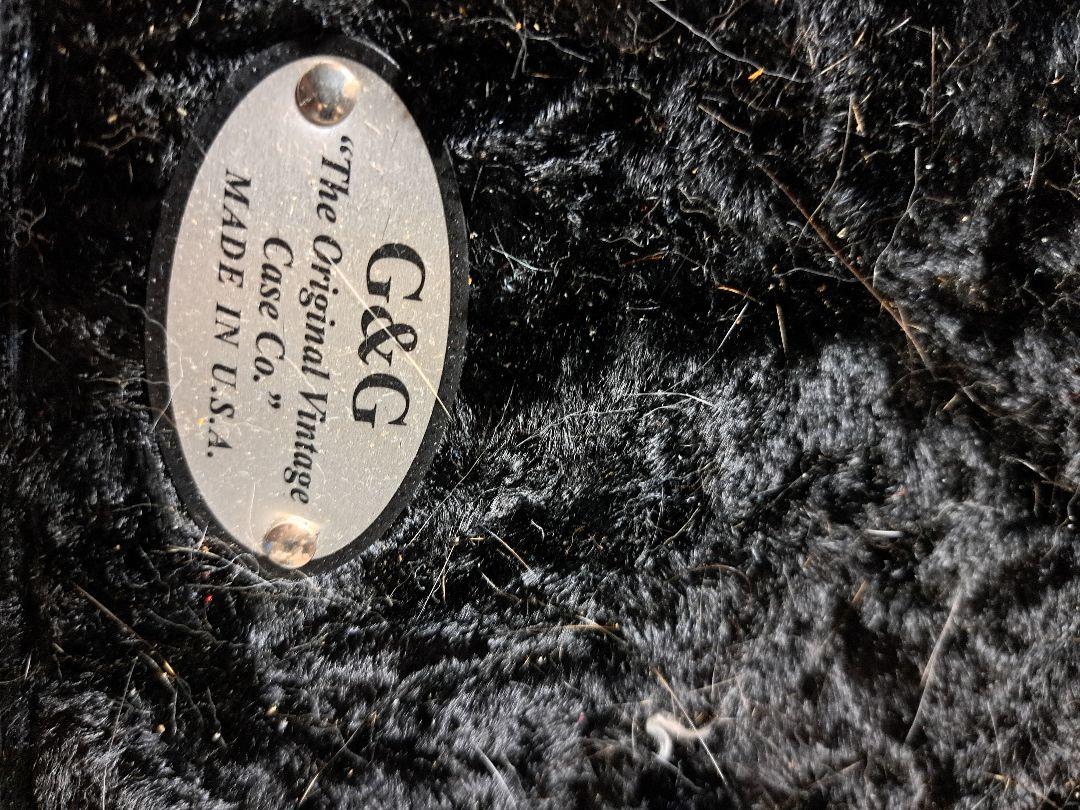 G&G
“The Original Vintage
Case Co.”
MADE IN U.S.A.